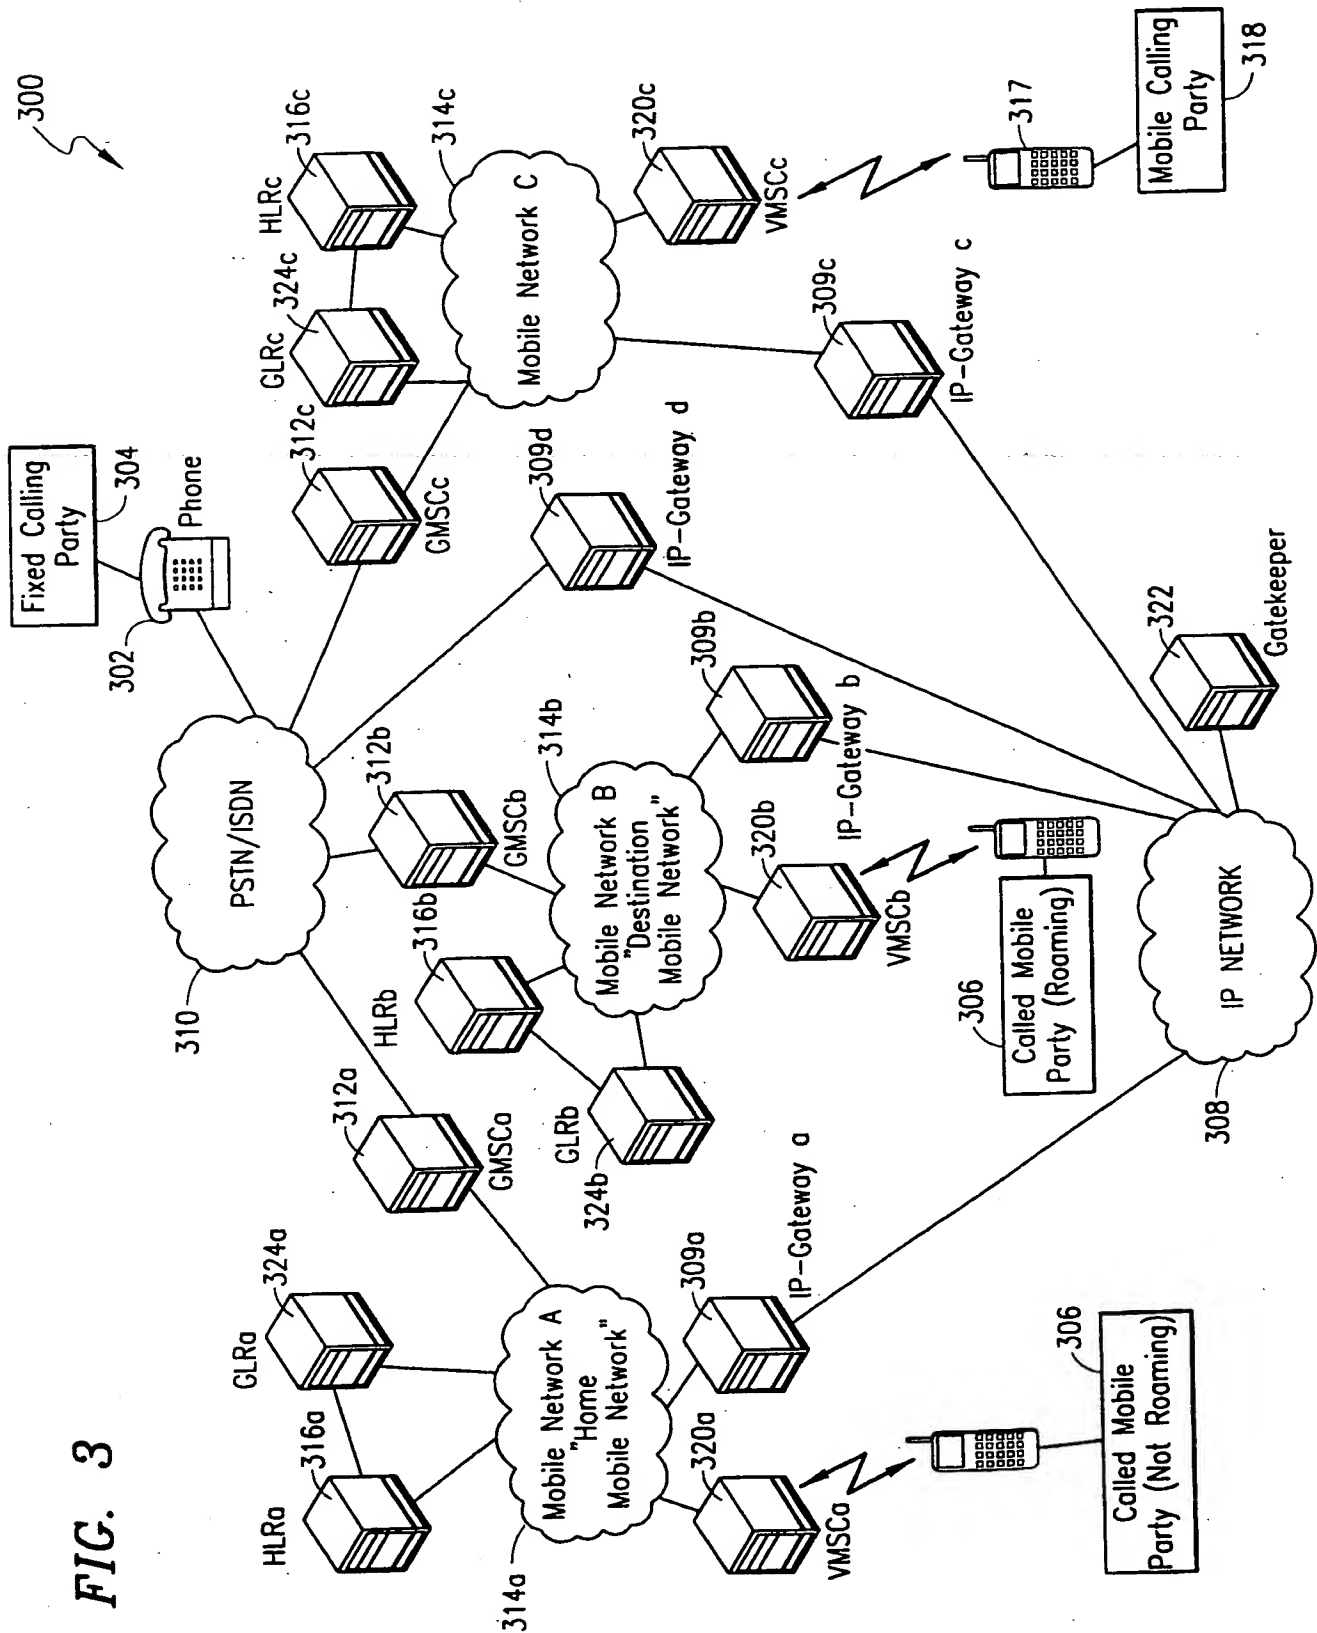 FIG. 3
300
Fixed Calling
Party
304
302
Phone
310
PSTN/ISDN
HLRa
316a
GLRa
324a
312a
GMSCa
314a
Mobile Network A
"Home
Mobile Network"
320a
VMSCa
309a
IP-Gateway a
306
Called Mobile
Party (Not Roaming)
312b
GMSCb
316b
HLRb
GLRb
324b
314b
Mobile Network B
"Destination
Mobile Network"
309b
IP-Gateway b
320b
VMSCb
306
Called Mobile
Party (Roaming)
309d
IP-Gateway d
312c
GMSCc
GLRc
324c
HLRc
316c
314c
Mobile Network C
320c
VMSCc
317
Mobile Calling
Party
318
309c
IP-Gateway c
322
Gatekeeper
IP NETWORK
308